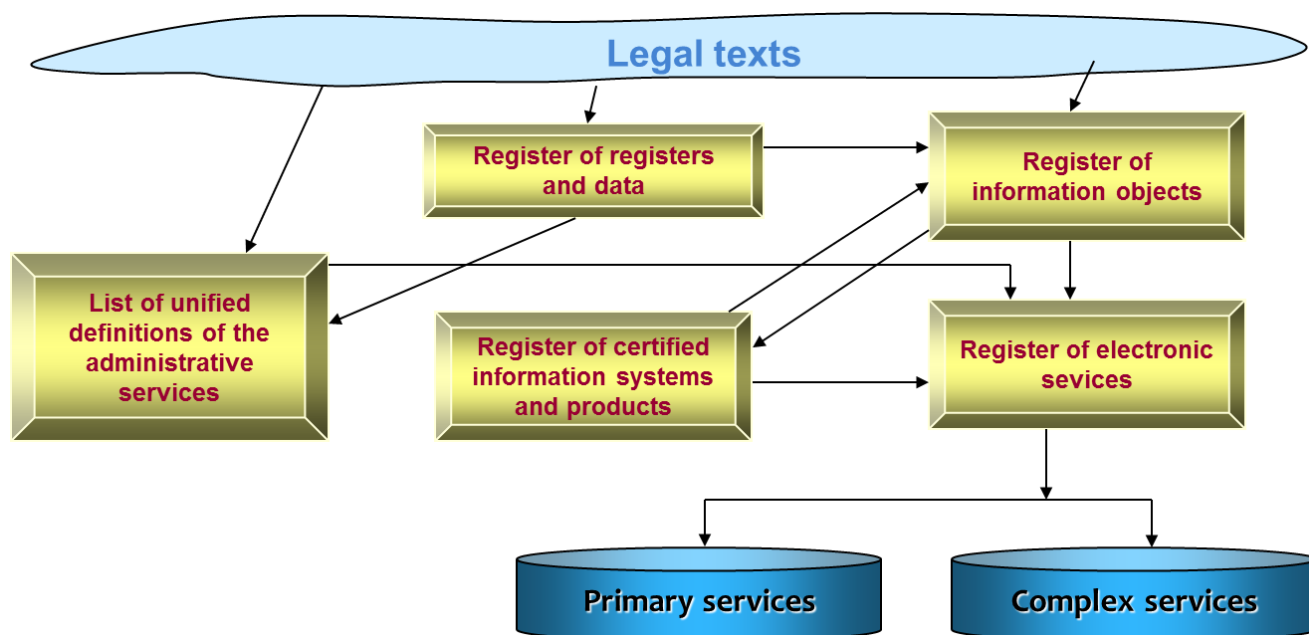 Legal texts
Register of registers
and data
Register of
information objects
List of unified
definitions of the
administrative
services
Register of certified
information systems
and products
Register of electronic
sevices
Primary services
Complex services